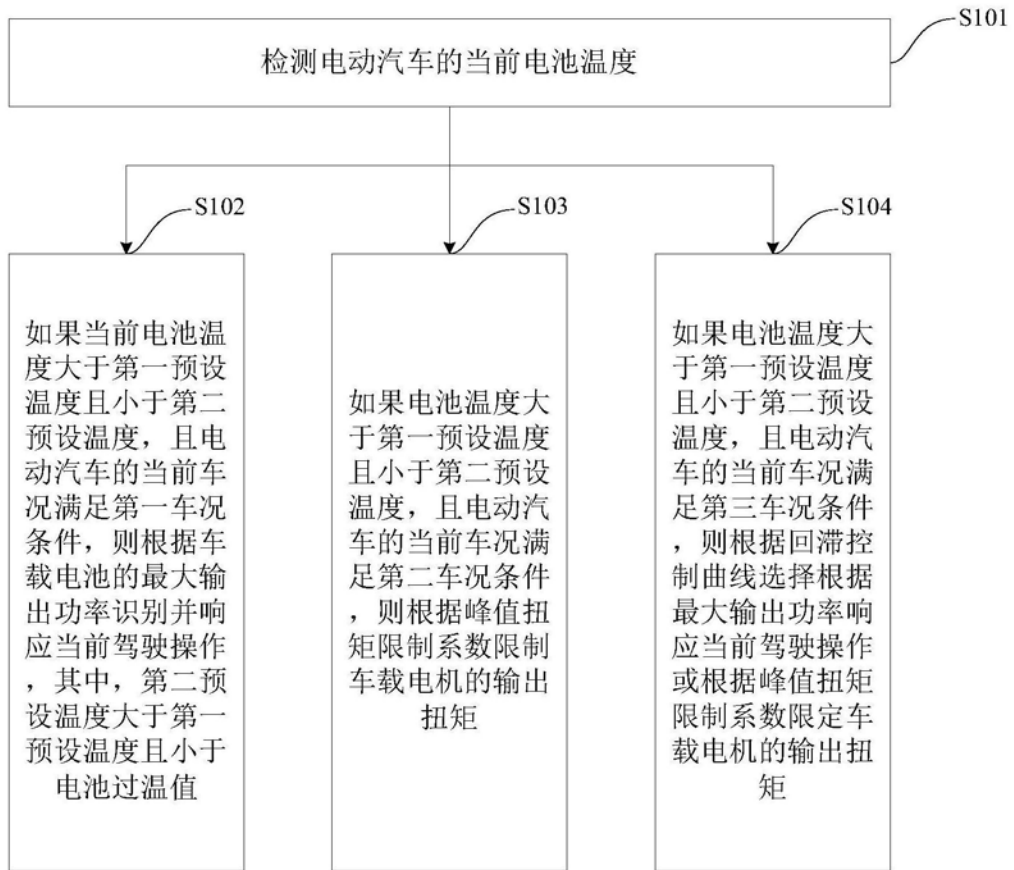 S101
检测电动汽车的当前电池温度
S102
如果当前电池温
度大于第一预设
温度且小于第二
预设温度，且电
动汽车的当前车
况满足第一车况
条件，则根据车
载电池的最大输
出功率识别并响
应当前驾驶操作
，其中，第二预
设温度大于第一
预设温度且小于
电池过温值
S103
如果电池温度大
于第一预设温度
且小于第二预设
温度，且电动汽
车的当前车况满
足第二车况条件
，则根据峰值扭
矩限制系数限制
车载电机的输出
扭矩
S104
如果电池温度大
于第一预设温度
且小于第二预设
温度，且电动汽
车的当前车况满
足第三车况条件
，则根据回滞控
制曲线选择根据
最大输出功率响
应当前驾驶操作
或根据峰值扭矩
限制系数限定车
载电机的输出扭
矩